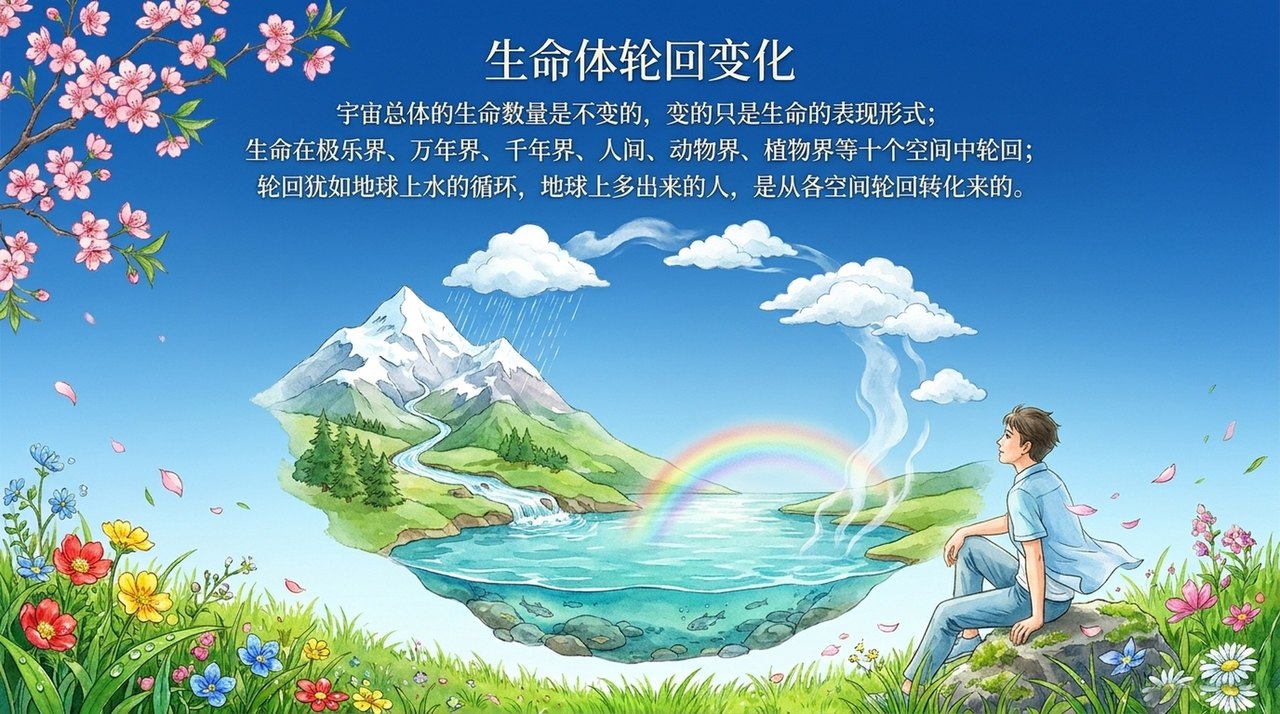 生命体轮回变化
宇宙总体的生命数量是不变的，变的只是生命的表现形式；
生命在极乐界、万年界、千年界、人间、动物界、植物界等十个空间中轮回；
轮回犹如地球上水的循环，地球上多出来的人，是从各空间轮回转化来的。